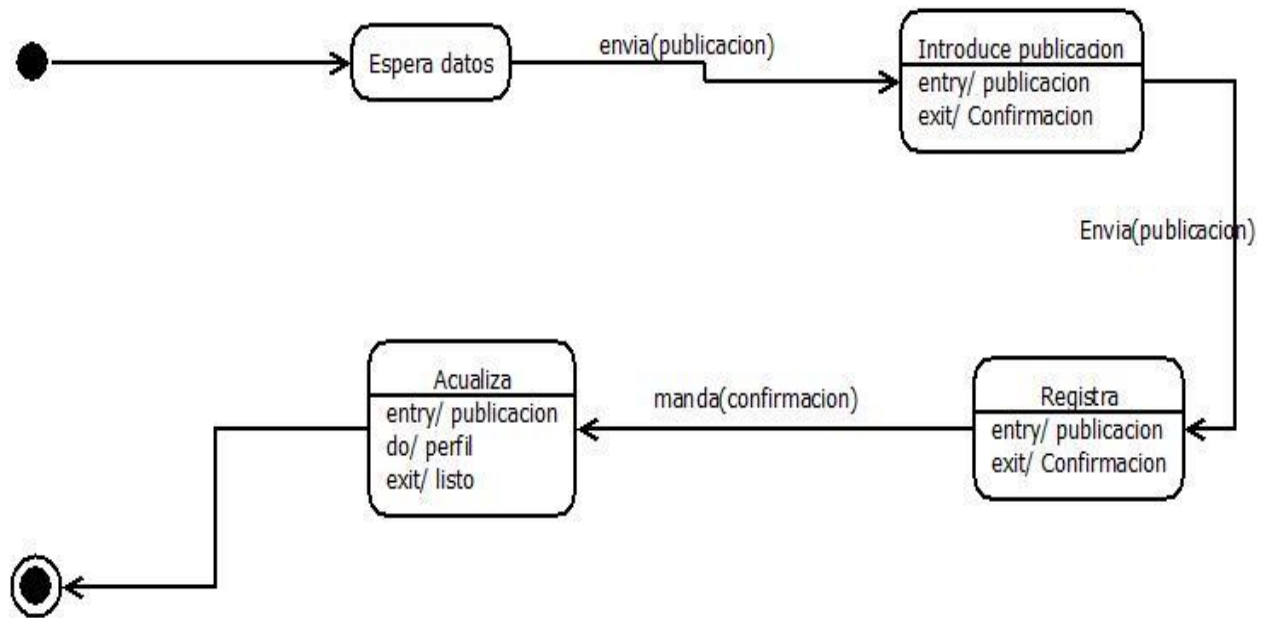 Espera datos
envia(publicacion)
Introduce publicacion
entry/ publicacion
exit/ Confirmacion
Envia(publicacion)
Registra
entry/ publicacion
exit/ Confirmacion
manda(confirmacion)
Acualiza
entry/ publicacion
do/ perfil
exit/ listo